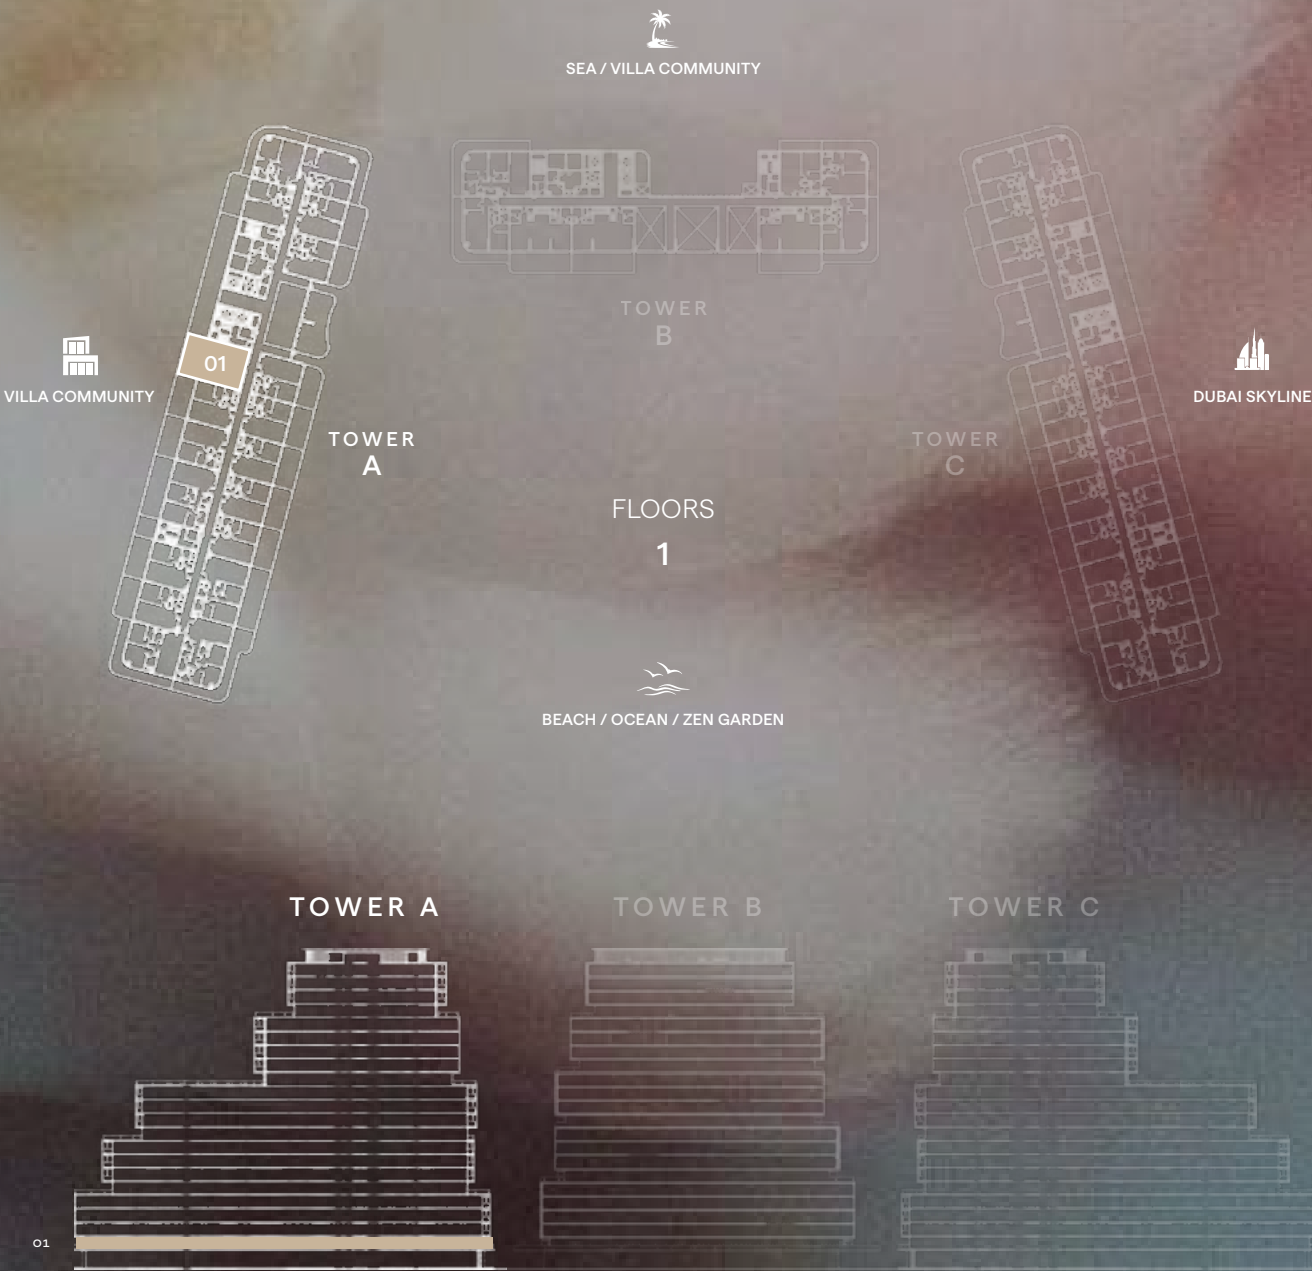 SEA / VILLA COMMUNITY
TOWER
B
01
VILLA COMMUNITY
DUBAI SKYLINE
TOWER
A
TOWER
C
FLOORS
1
BEACH / OCEAN / ZEN GARDEN
TOWER A
TOWER B
TOWER C
01